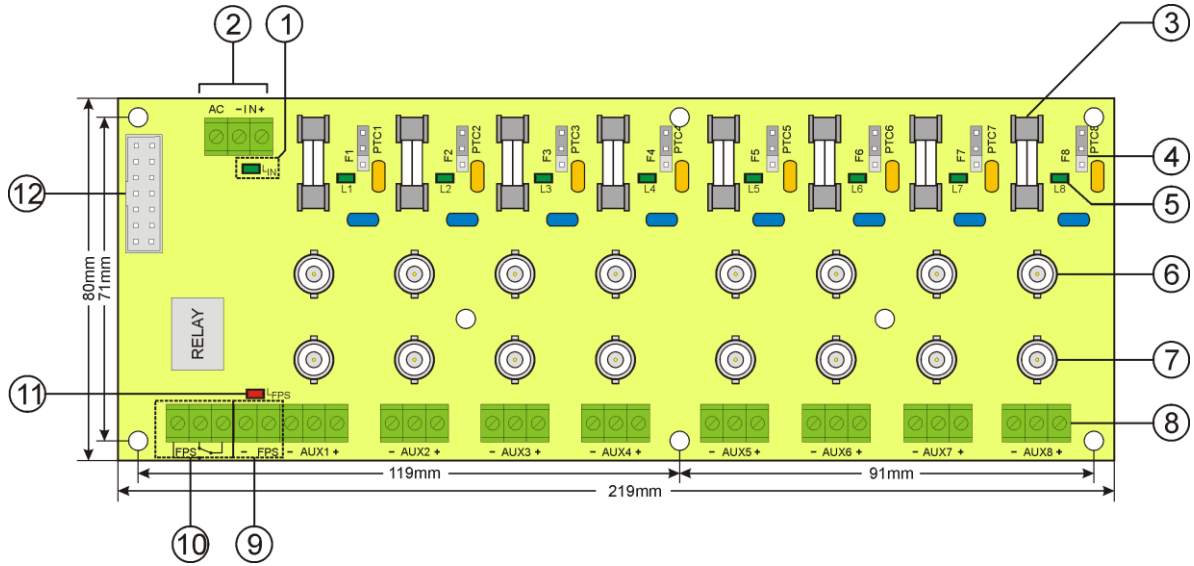 2
1
3
AC -IN+
LIN
F1 PTC1
F2 PTC2
F3 PTC3
F4 PTC4
F5 PTC5
F6 PTC6
F7 PTC7
F8 PTC8
4
L1
L2
L3
L4
L5
L6
L7
L8
5
12
6
80mm
71mm
RELAY
7
11
LFPS
8
FPS
- FPS
- AUX1 +
- AUX2 +
- AUX3 +
- AUX4 +
- AUX5 +
- AUX6 +
- AUX7 +
- AUX8 +
119mm
91mm
219mm
10
9